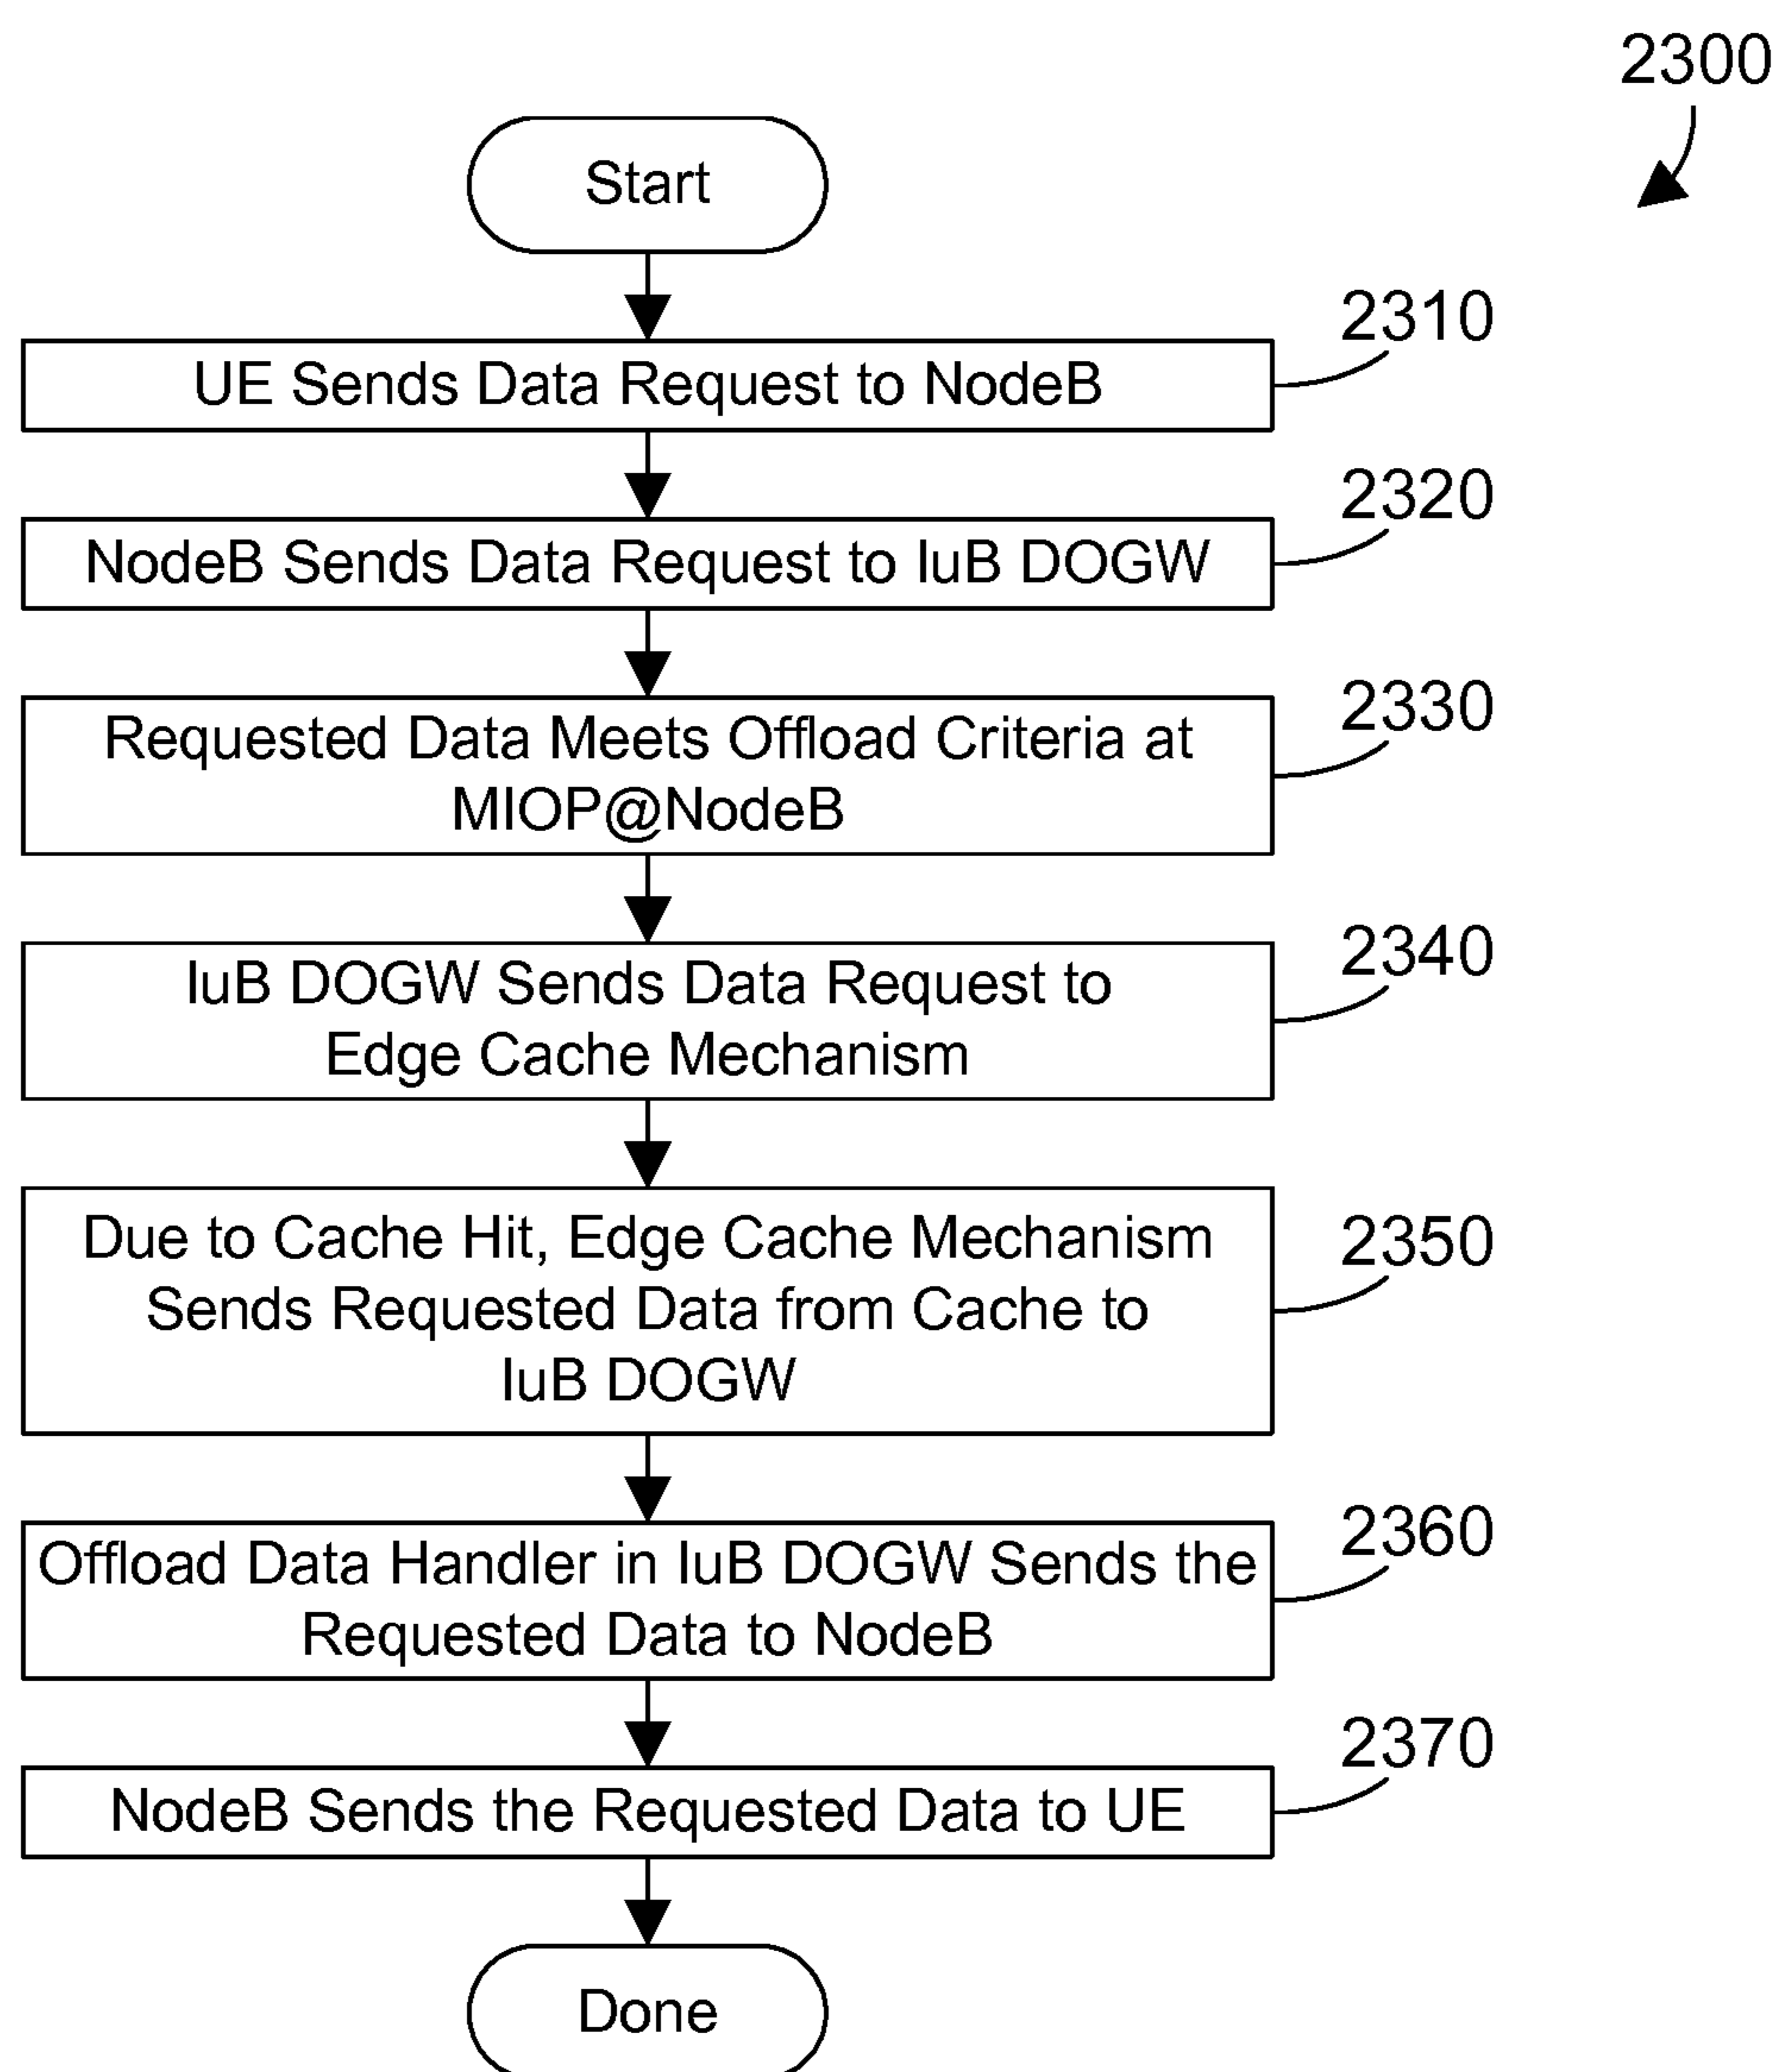 2300
Start
2310
UE Sends Data Request to NodeB
2320
NodeB Sends Data Request to IuB DOGW
2330
Requested Data Meets Offload Criteria at
MIOP@NodeB
2340
IuB DOGW Sends Data Request to
Edge Cache Mechanism
2350
Due to Cache Hit, Edge Cache Mechanism
Sends Requested Data from Cache to
IuB DOGW
2360
Offload Data Handler in IuB DOGW Sends the
Requested Data to NodeB
2370
NodeB Sends the Requested Data to UE
Done